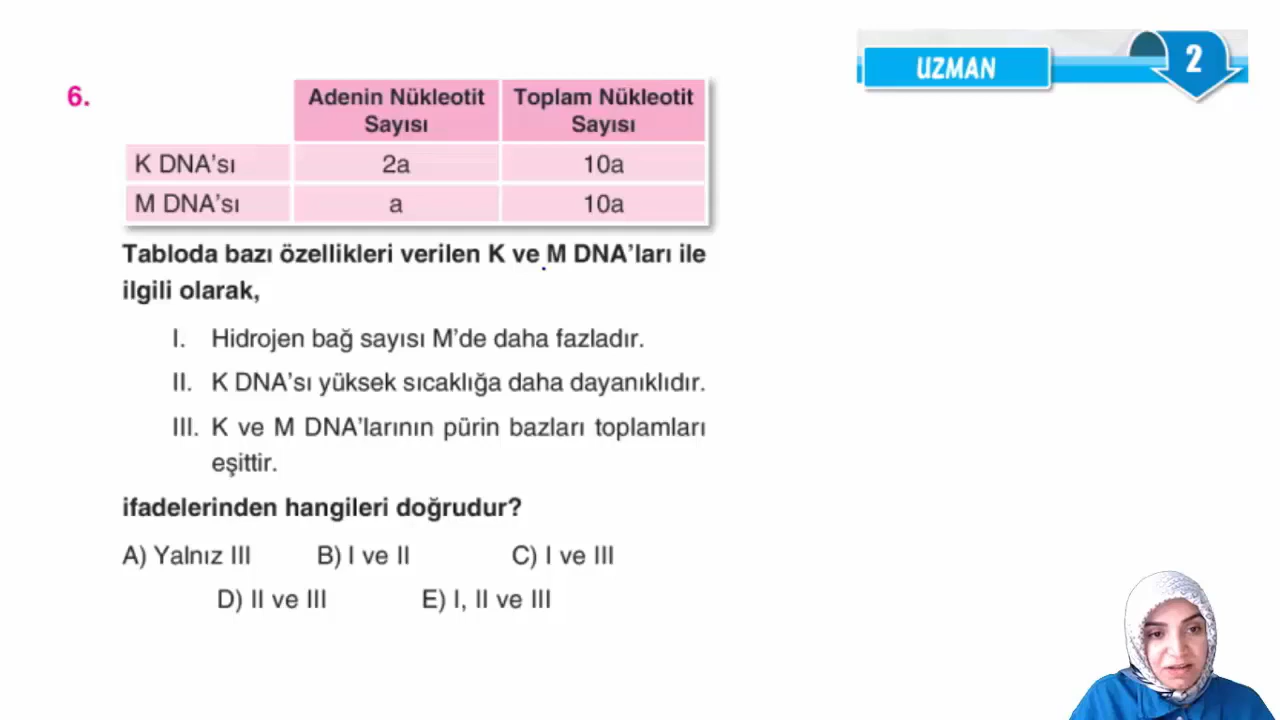 UZMAN
2
6.
Adenin Nükleotit Sayısı
Toplam Nükleotit Sayısı
K DNA'sı 2a 10a
M DNA'sı a 10a
Tabloda bazı özellikleri verilen K ve M DNA'ları ile
ilgili olarak,
I. Hidrojen bağ sayısı M'de daha fazladır.
II. K DNA'sı yüksek sıcaklığa daha dayanıklıdır.
III. K ve M DNA'larının pürin bazları toplamları
eşittir.
ifadelerinden hangileri doğrudur?
A) Yalnız III B) I ve II C) I ve III
D) II ve III E) I, II ve III